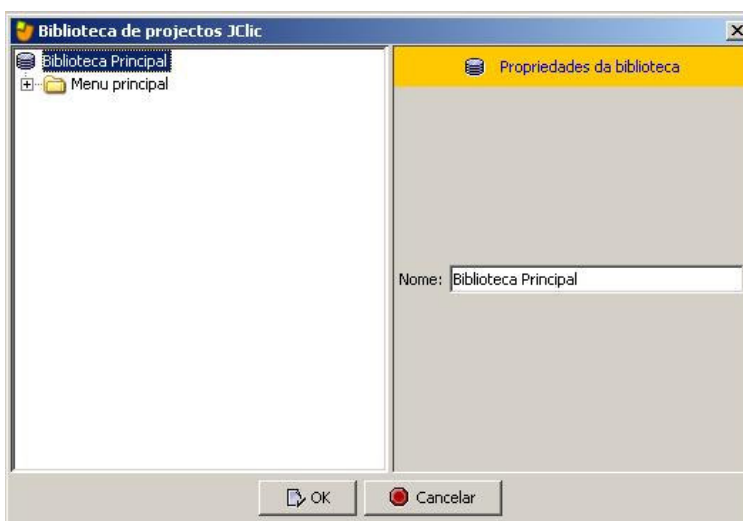 Biblioteca de projectos JClic
Biblioteca Principal
Menu principal
Propriedades da biblioteca
Nome: Biblioteca Principal
OK
Cancelar